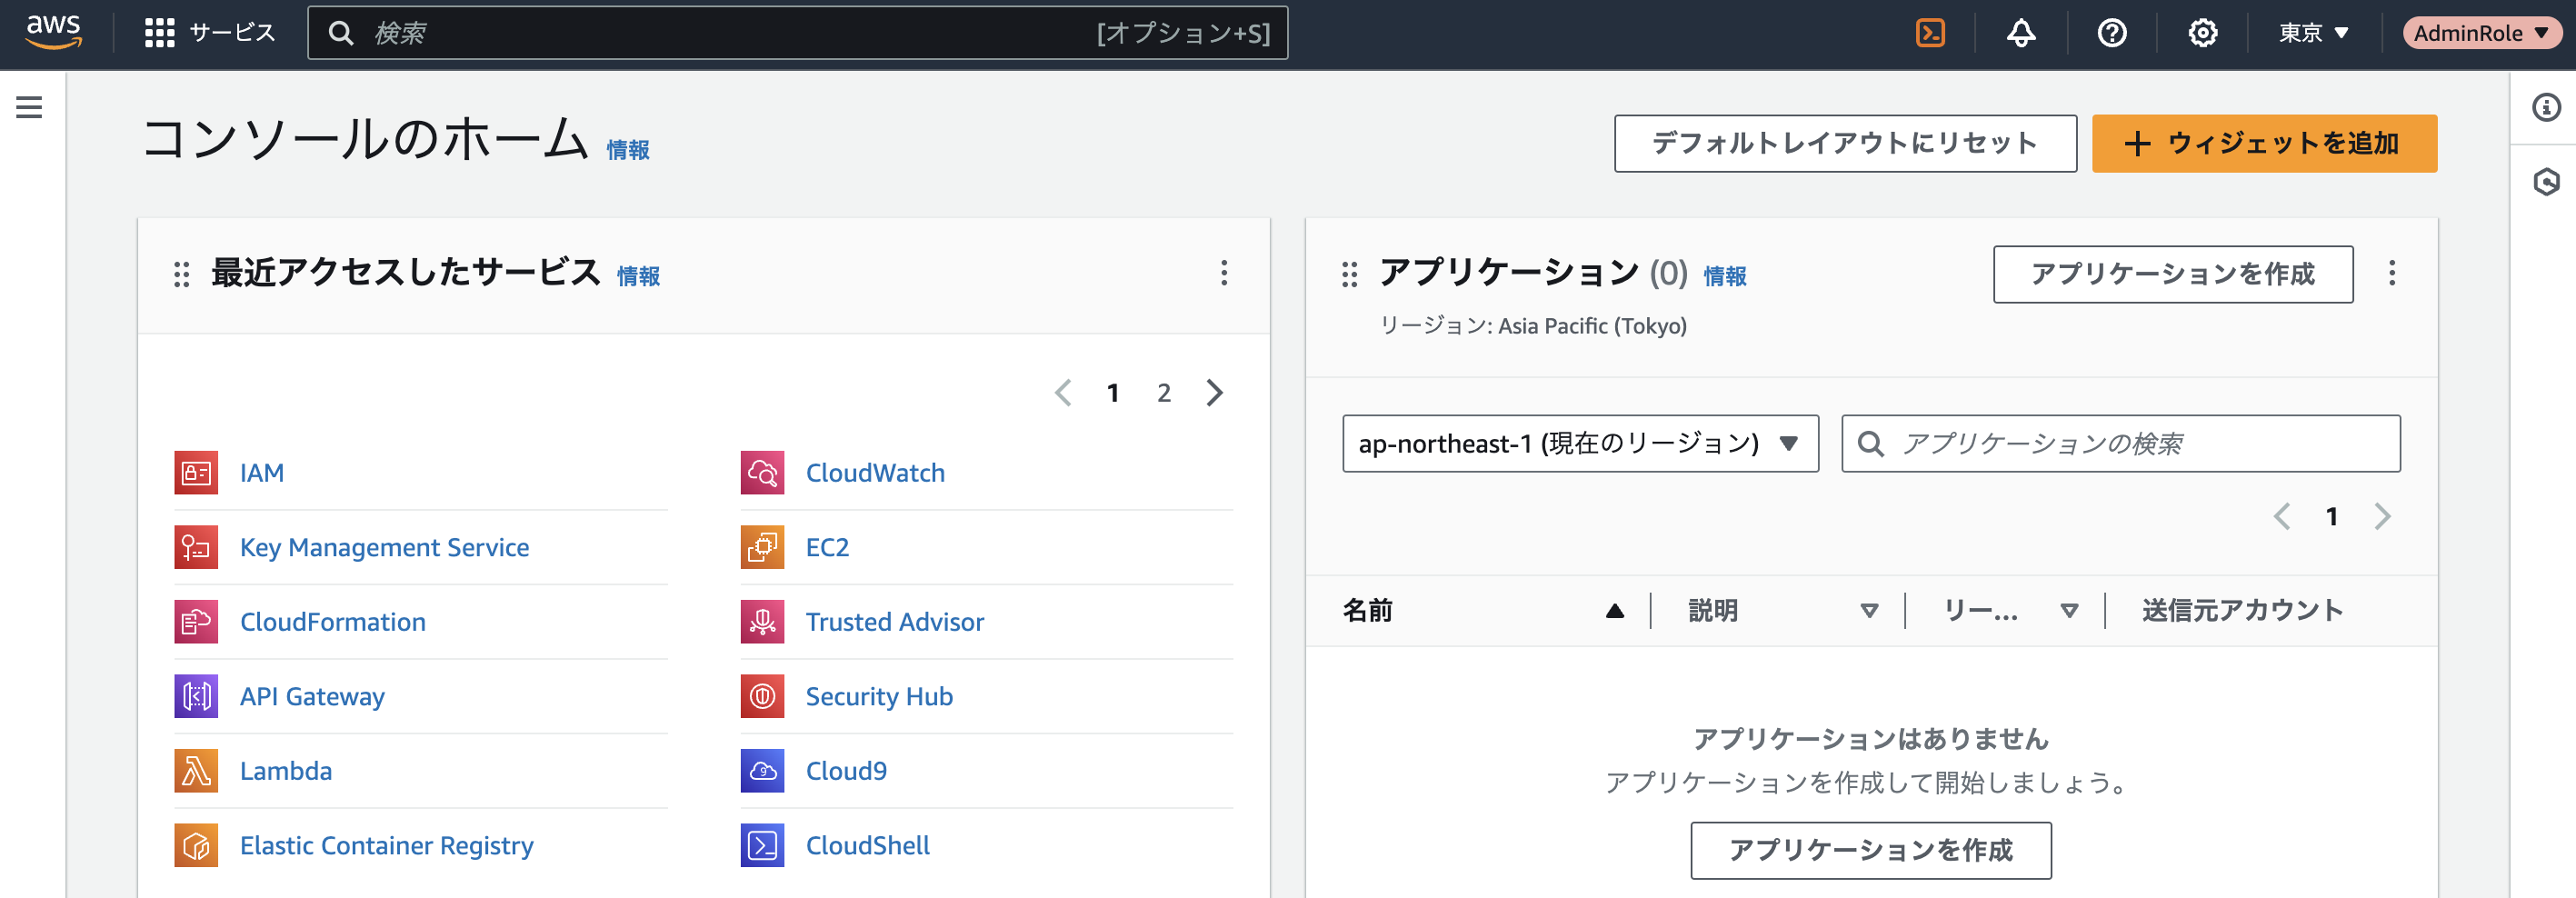 aws サービス 検索 [オプション+S] 東京 AdminRole
コンソールのホーム 情報
デフォルトレイアウトにリセット
ウィジェットを追加
最近アクセスしたサービス 情報
1 2
IAM
Key Management Service
CloudFormation
API Gateway
Lambda
Elastic Container Registry
CloudWatch
EC2
Trusted Advisor
Security Hub
Cloud9
CloudShell
アプリケーション (0) 情報
アプリケーションを作成
リージョン: Asia Pacific (Tokyo)
ap-northeast-1 (現在のリージョン)
アプリケーションの検索
1
名前 説明 リー... 送信元アカウント
アプリケーションはありません
アプリケーションを作成して開始しましょう。
アプリケーションを作成